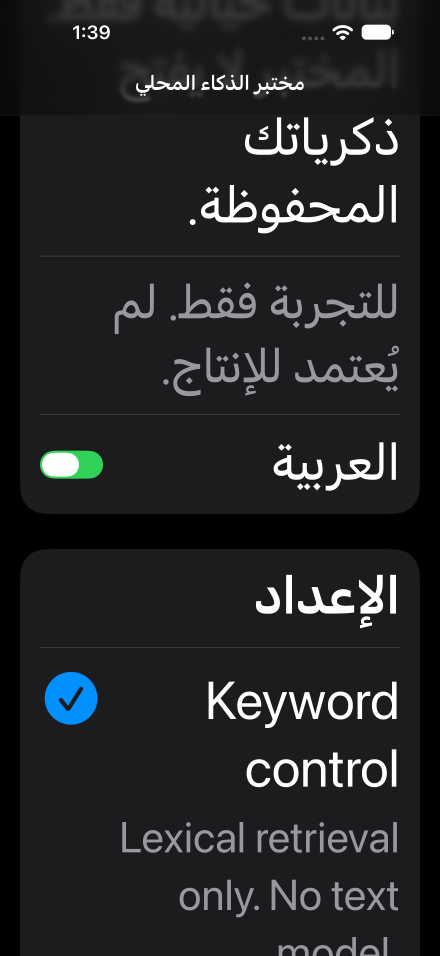 1:39
مختبر الذكاء المحلي
ذكرياتك
المحفوظة.
للتجربة فقط. لم
يُعتمد للإنتاج.
العربية
الإعداد
Keyword
control
Lexical retrieval
only. No text
model.